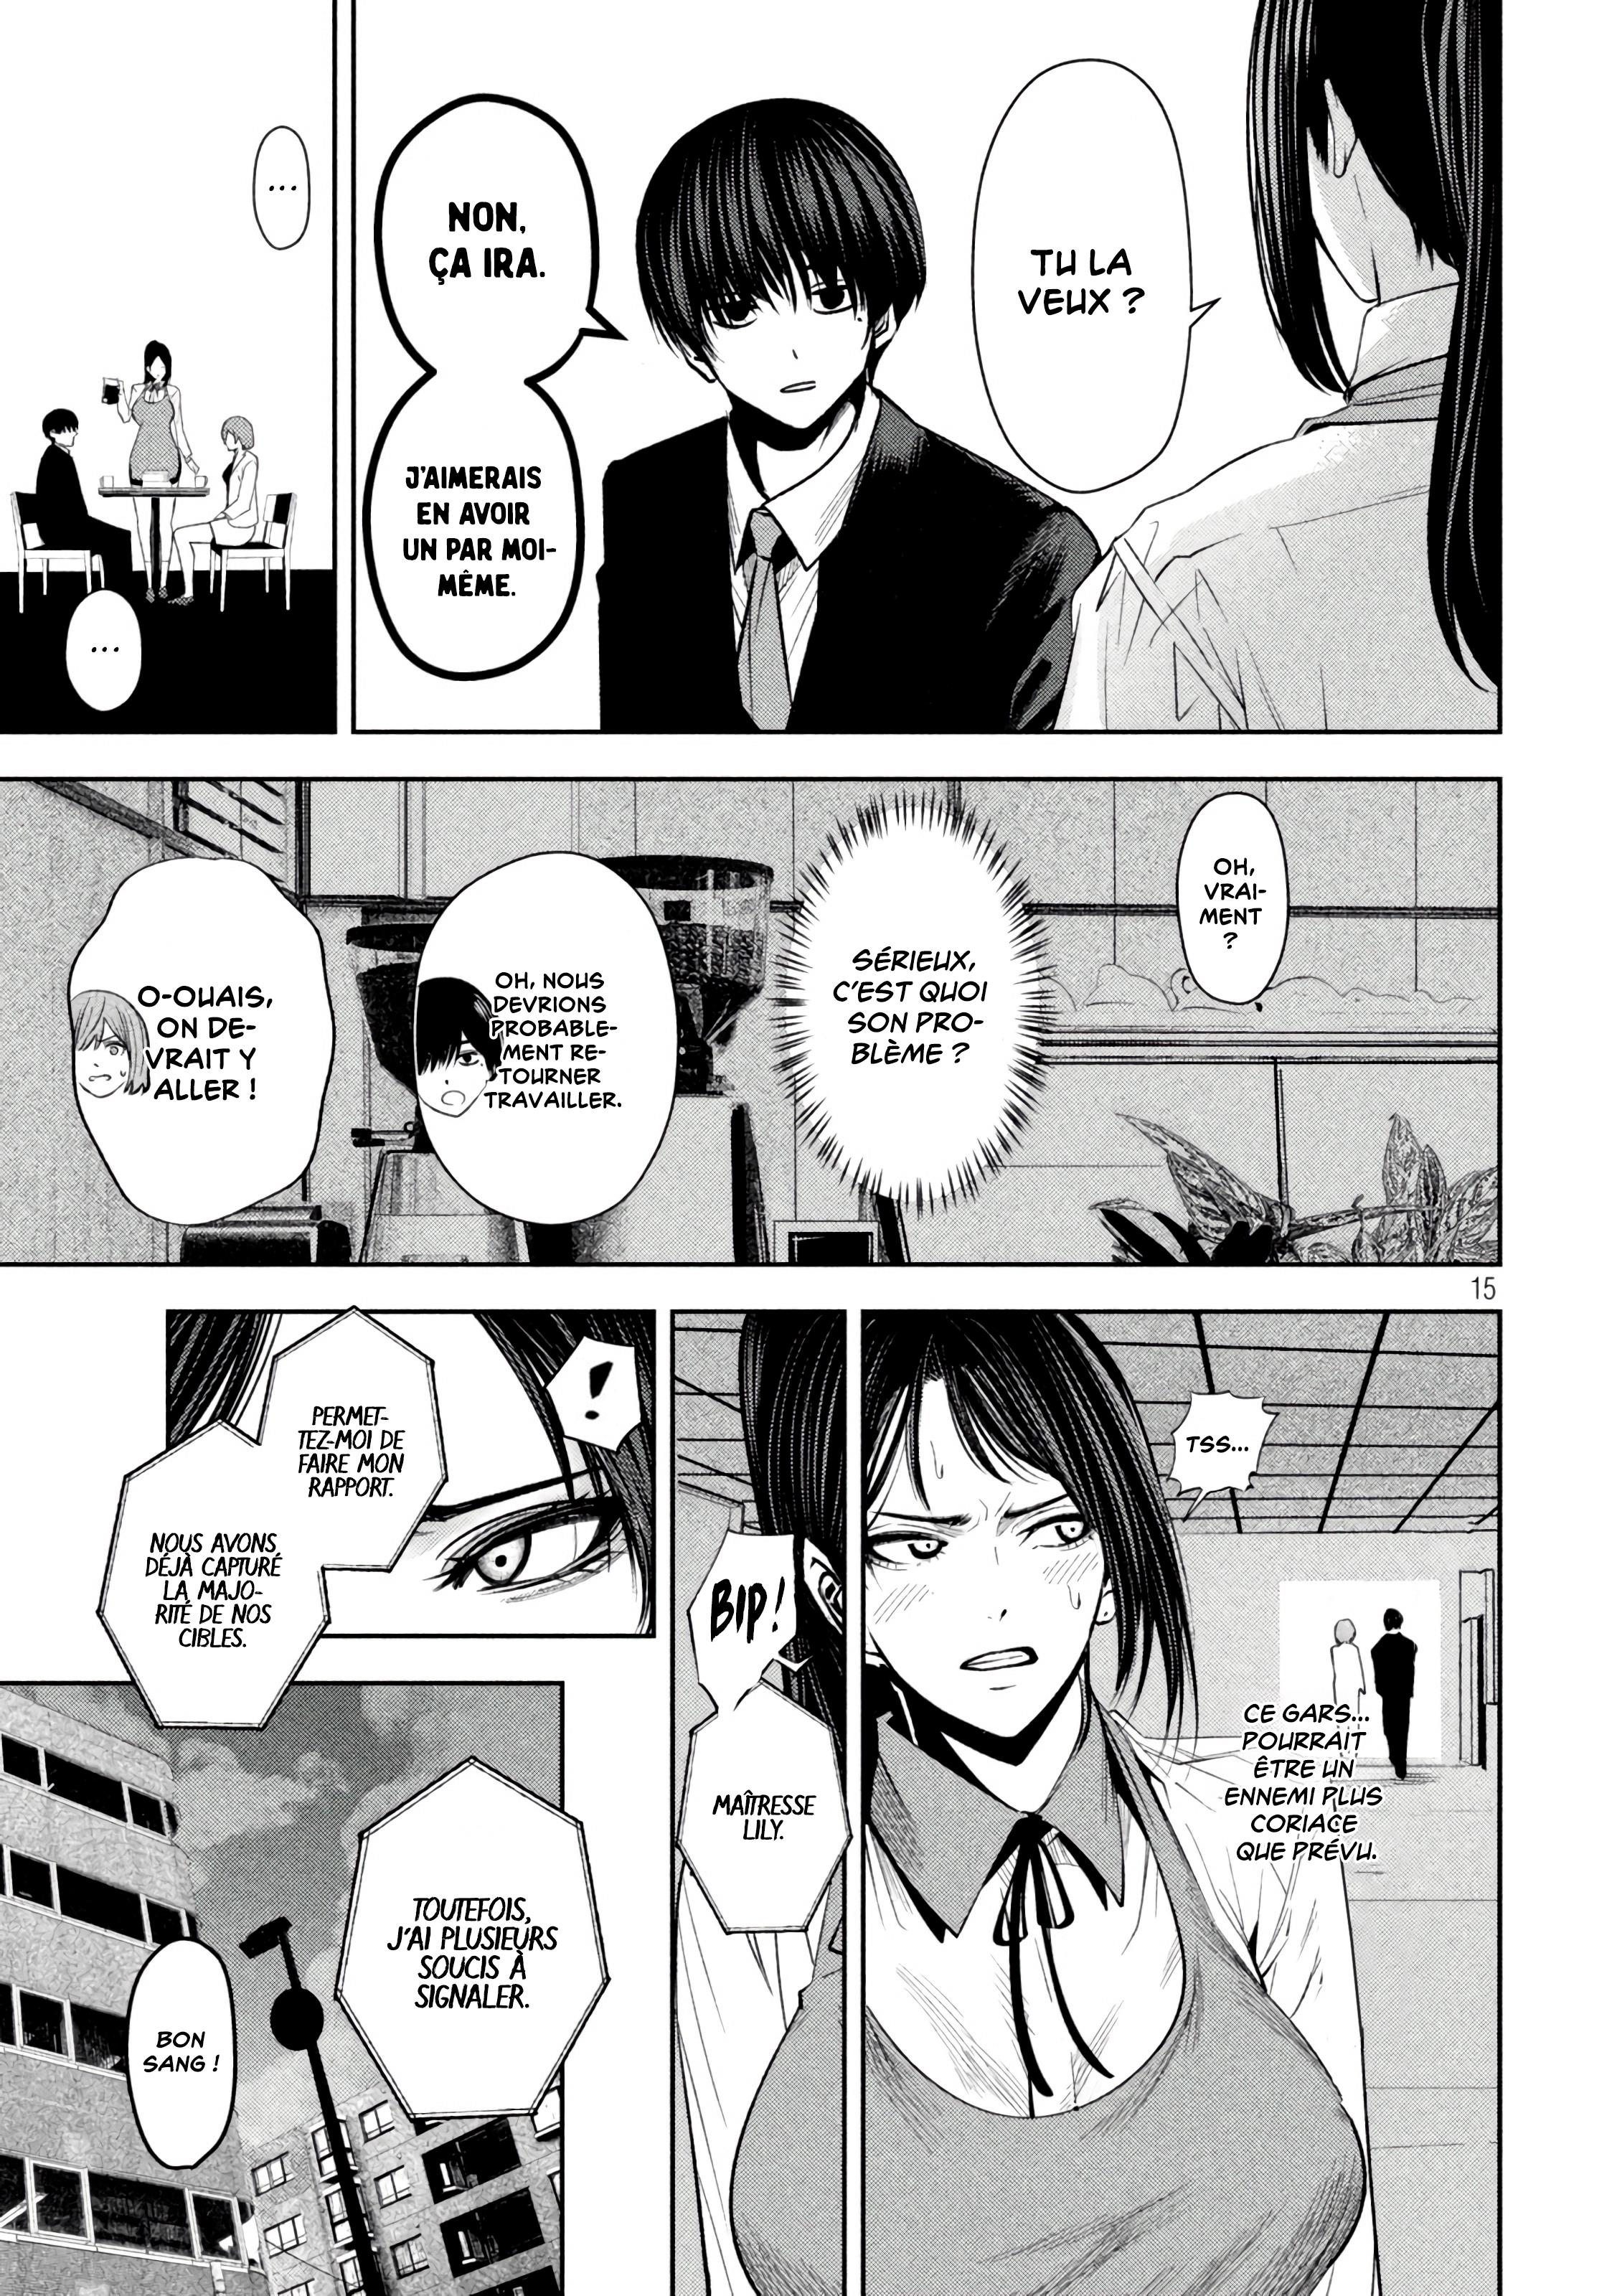 TU LA
VEUX ?
NON,
ÇA IRA.
J'AIMERAIS
EN AVOIR
UN PAR MOI-
MÊME.
...
...
OH,
VRAI-
MENT
?
SÉRIEUX,
C'EST QUOI
SON PRO-
BLÈME ?
OH, NOUS
DEVRIONS
PROBABLE-
MENT RE-
TOURNER
TRAVAILLER.
O-OUAIS,
ON DE-
VRAIT Y
ALLER !
15
TSS...
CE GARS...
POURRAIT
ÊTRE UN
ENNEMI PLUS
CORIACE
QUE PRÉVU.
BIP !
MAÎTRESSE
LILY.
!
PERMET-
TEZ-MOI DE
FAIRE MON
RAPPORT.
NOUS AVONS
DÉJÀ CAPTURÉ
LA MAJO-
RITÉ DE NOS
CIBLES.
TOUTEFOIS,
J'AI PLUSIEURS
SOUCIS À
SIGNALER.
BON
SANG !